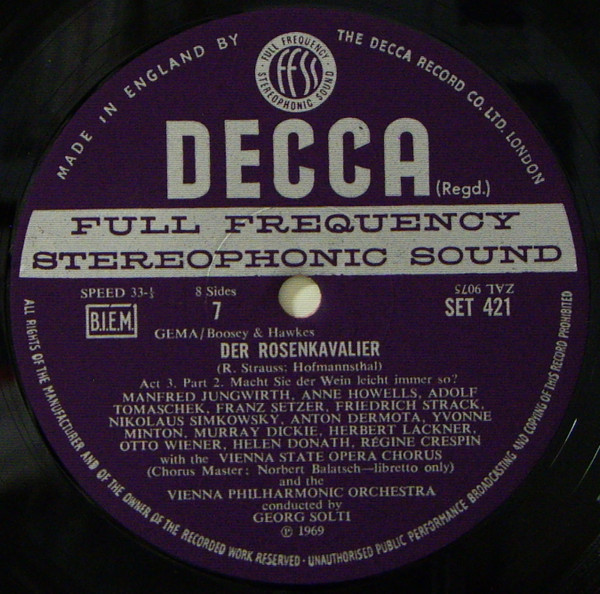 MADE IN ENGLAND BY
THE DECCA RECORD CO. LTD. LONDON
· FULL FREQUENCY · STEREOPHONIC SOUND
FFSS
DECCA (Regd.)
FULL FREQUENCY
STEREOPHONIC SOUND
SPEED 33-⅓
8 Sides
ZAL 9075
B.I.E.M.
7
SET 421
GEMA/Boosey & Hawkes
DER ROSENKAVALIER
(R. Strauss: Hofmannsthal)
Act 3, Part 2. Macht Sie der Wein leicht immer so?
MANFRED JUNGWIRTH, ANNE HOWELLS, ADOLF
TOMASCHEK, FRANZ SETZER, FRIEDRICH STRACK,
NIKOLAUS SIMKOWSKY, ANTON DERMOTA, YVONNE
MINTON, MURRAY DICKIE, HERBERT LACKNER,
OTTO WIENER, HELEN DONATH, RÉGINE CRESPIN
with the VIENNA STATE OPERA CHORUS
(Chorus Master: Norbert Balatsch—libretto only)
and the
VIENNA PHILHARMONIC ORCHESTRA
conducted by
GEORG SOLTI
℗ 1969
ALL RIGHTS OF THE MANUFACTURER AND OF THE OWNER OF THE RECORDED WORK RESERVED · UNAUTHORISED PUBLIC PERFORMANCE BROADCASTING AND COPYING OF THIS RECORD PROHIBITED